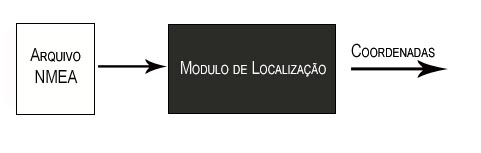 Arquivo
NMEA
Modulo de Localização
Coordenadas